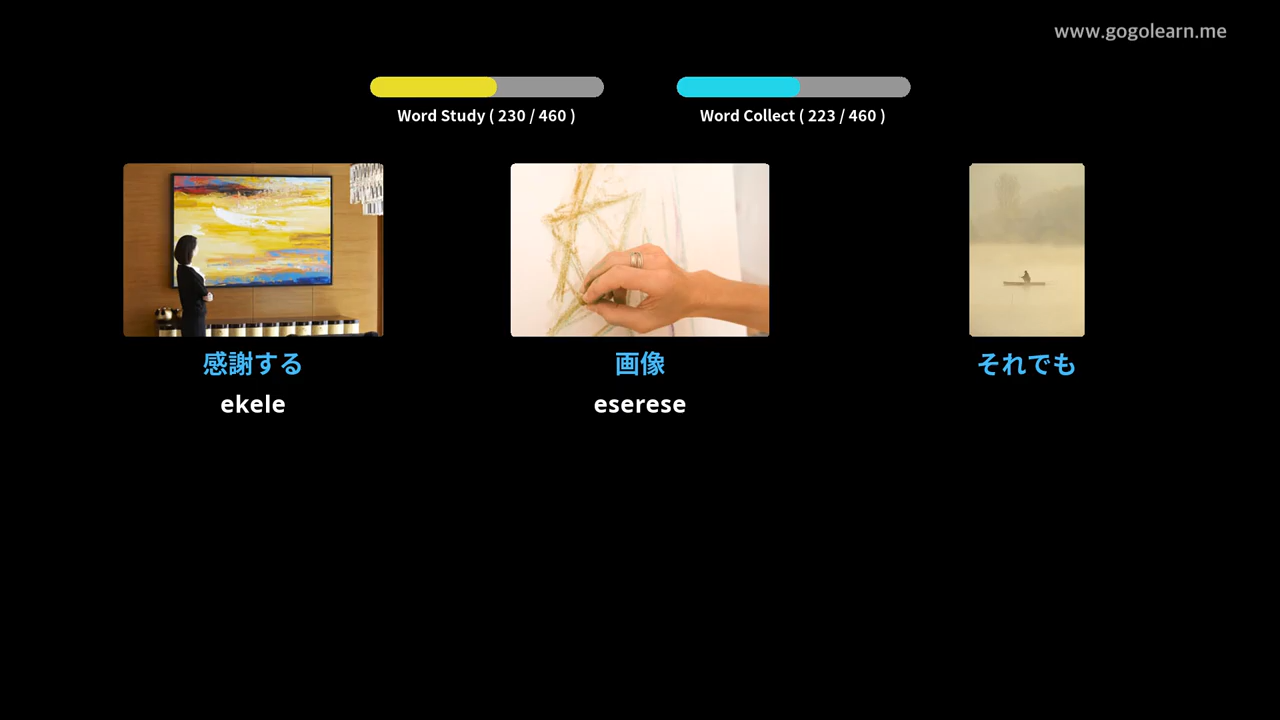 www.gogolearn.me
Word Study ( 230 / 460 )
Word Collect ( 223 / 460 )
感謝する
画像
それでも
ekele
eserese